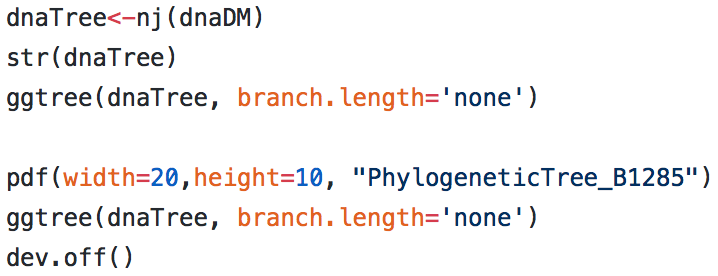 dnaTree<-nj(dnaDM)
str(dnaTree)
ggtree(dnaTree, branch.length='none')
pdf(width=20,height=10, "PhylogeneticTree_B1285")
ggtree(dnaTree, branch.length='none')
dev.off()